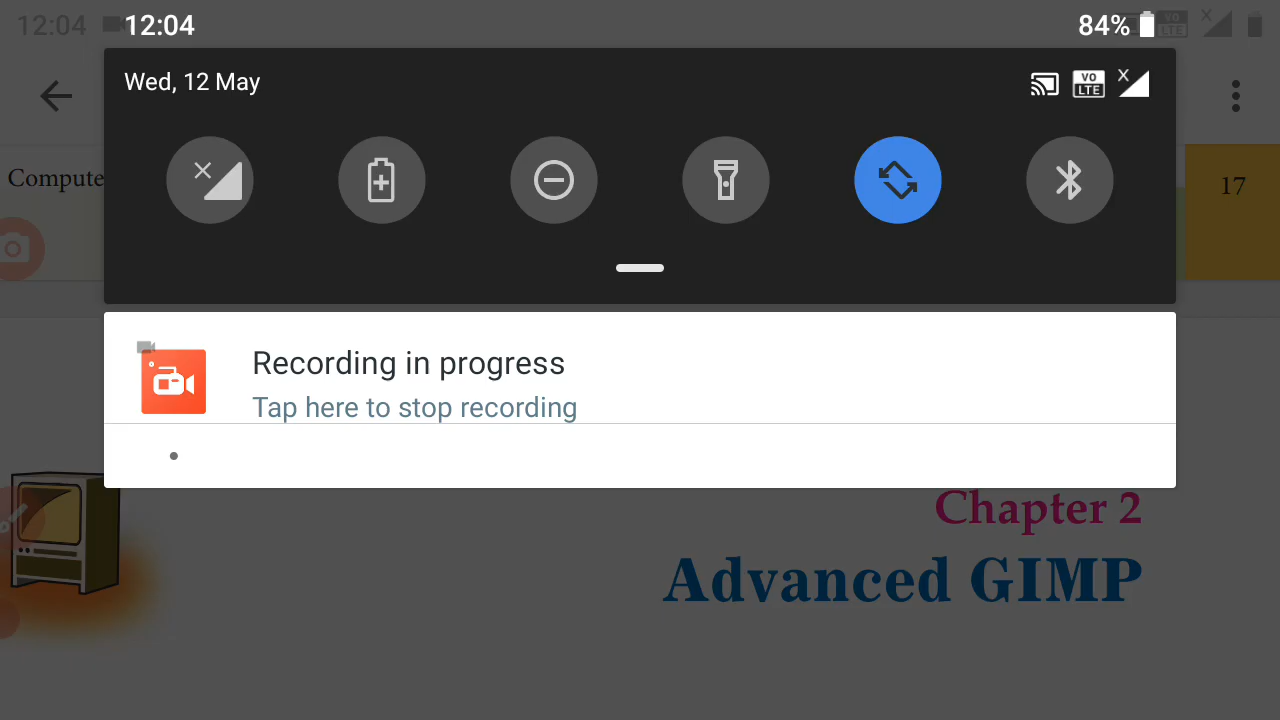 12:04
12:04
84%
Wed, 12 May
VO
LTE
Compute
17
Recording in progress
Tap here to stop recording
Chapter 2
Advanced GIMP